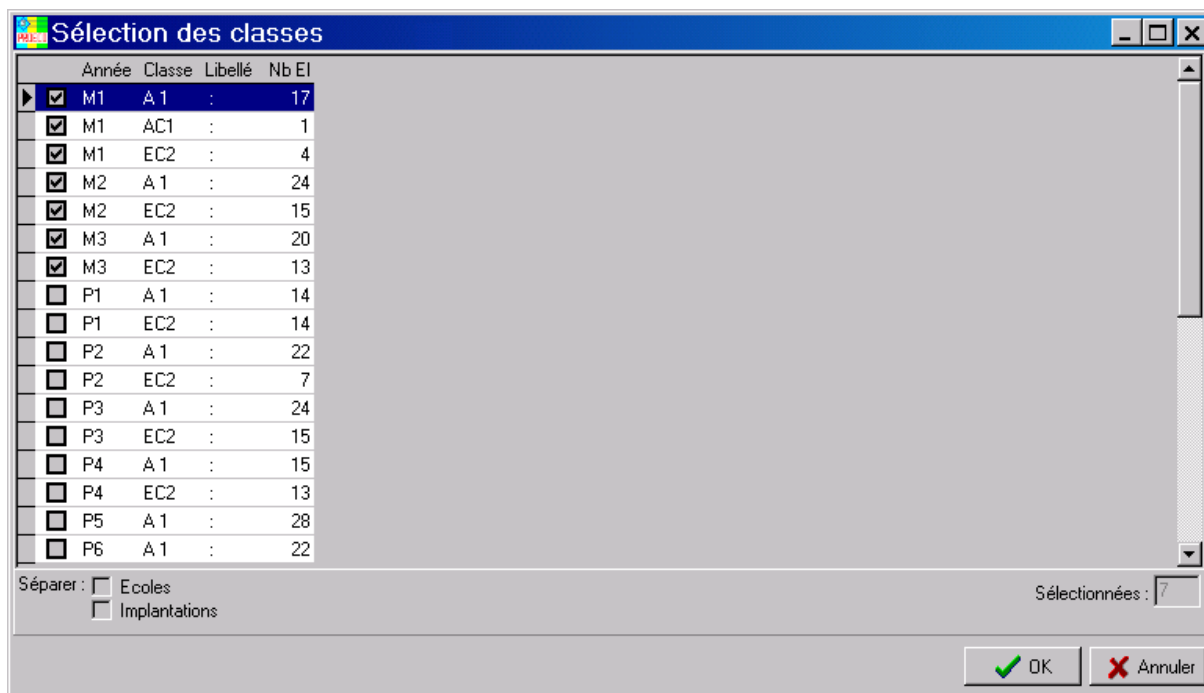 Sélection des classes
Année Classe Libellé Nb El
M1 A 1 : 17
M1 AC1 : 1
M1 EC2 : 4
M2 A 1 : 24
M2 EC2 : 15
M3 A 1 : 20
M3 EC2 : 13
P1 A 1 : 14
P1 EC2 : 14
P2 A 1 : 22
P2 EC2 : 7
P3 A 1 : 24
P3 EC2 : 15
P4 A 1 : 15
P4 EC2 : 13
P5 A 1 : 28
P6 A 1 : 22
Séparer : Ecoles
Sélectionnées : 7
Implantations
OK Annuler